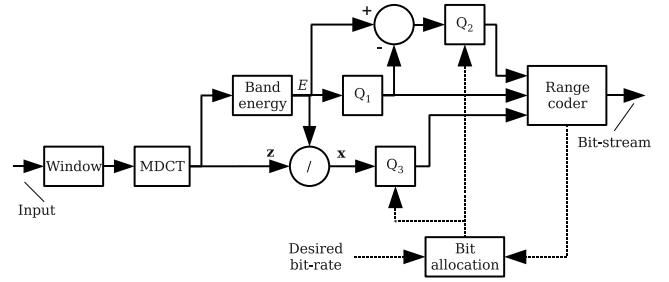 +
-
Q2
Band
energy
E
Q1
Range
coder
Bit-stream
Window
MDCT
z
/
x
Q3
Input
Desired
bit-rate
Bit
allocation